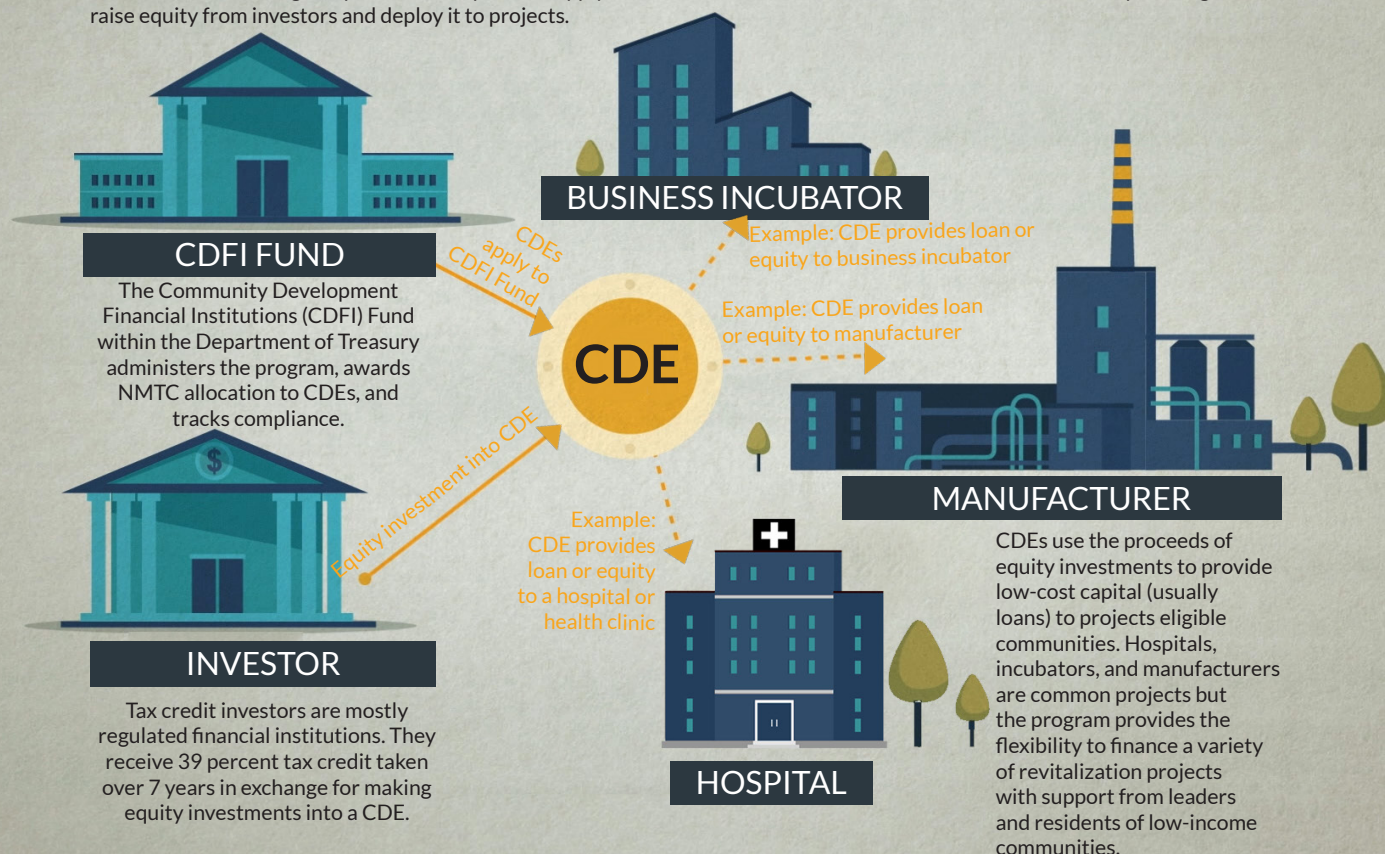 raise equity from investors and deploy it to projects.
BUSINESS INCUBATOR
CDFI FUND
The Community Development
Financial Institutions (CDFI) Fund
within the Department of Treasury
administers the program, awards
NMTC allocation to CDEs, and
tracks compliance.
CDEs
apply to
CDFI Fund
Example: CDE provides loan or
equity to business incubator
Example: CDE provides loan
or equity to manufacturer
CDE
Equity investment into CDE
$
INVESTOR
Tax credit investors are mostly
regulated financial institutions. They
receive 39 percent tax credit taken
over 7 years in exchange for making
equity investments into a CDE.
Example:
CDE provides
loan or equity
to a hospital or
health clinic
HOSPITAL
MANUFACTURER
CDEs use the proceeds of
equity investments to provide
low-cost capital (usually
loans) to projects eligible
communities. Hospitals,
incubators, and manufacturers
are common projects but
the program provides the
flexibility to finance a variety
of revitalization projects
with support from leaders
and residents of low-income
communities.